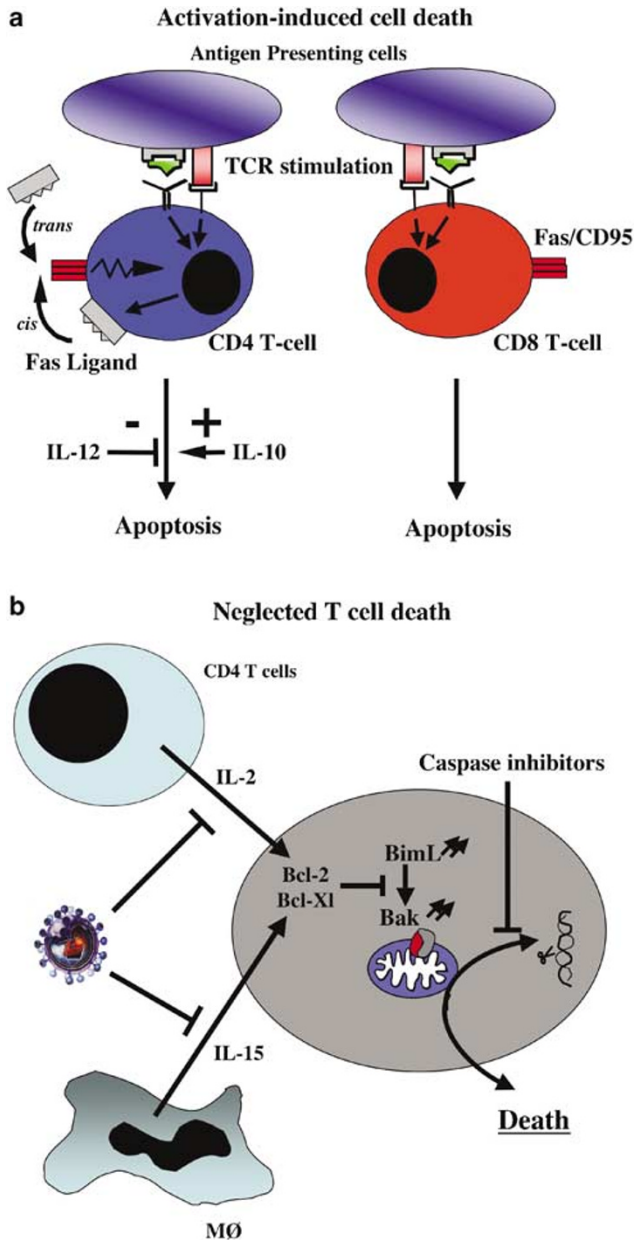 a
Activation-induced cell death
Antigen Presenting cells
TCR stimulation
trans
cis
Fas/CD95
CD4 T-cell
CD8 T-cell
Fas Ligand
- +
IL-12
IL-10
Apoptosis
Apoptosis
b
Neglected T cell death
CD4 T cells
IL-2
Caspase inhibitors
BimL
Bcl-2
Bcl-Xl
Bak
IL-15
Death
MØ